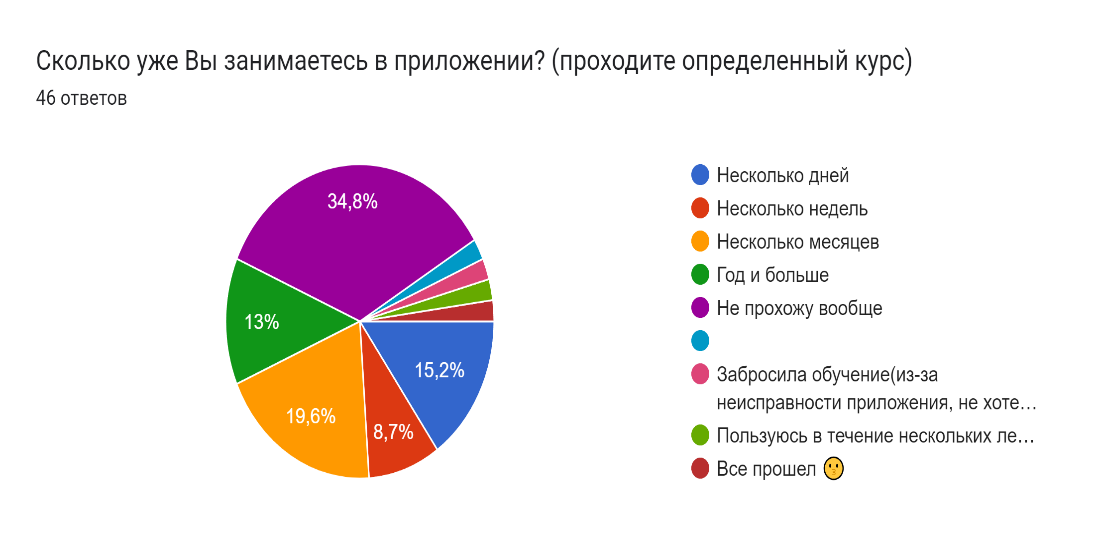 Сколько уже Вы занимаетесь в приложении? (проходите определенный курс)
46 ответов
34,8%
13%
15,2%
19,6%
8,7%
Несколько дней
Несколько недель
Несколько месяцев
Год и больше
Не прохожу вообще
Забросила обучение(из-за
неисправности приложения, не хоте…
Пользуюсь в течение нескольких ле…
Все прошел 🤫